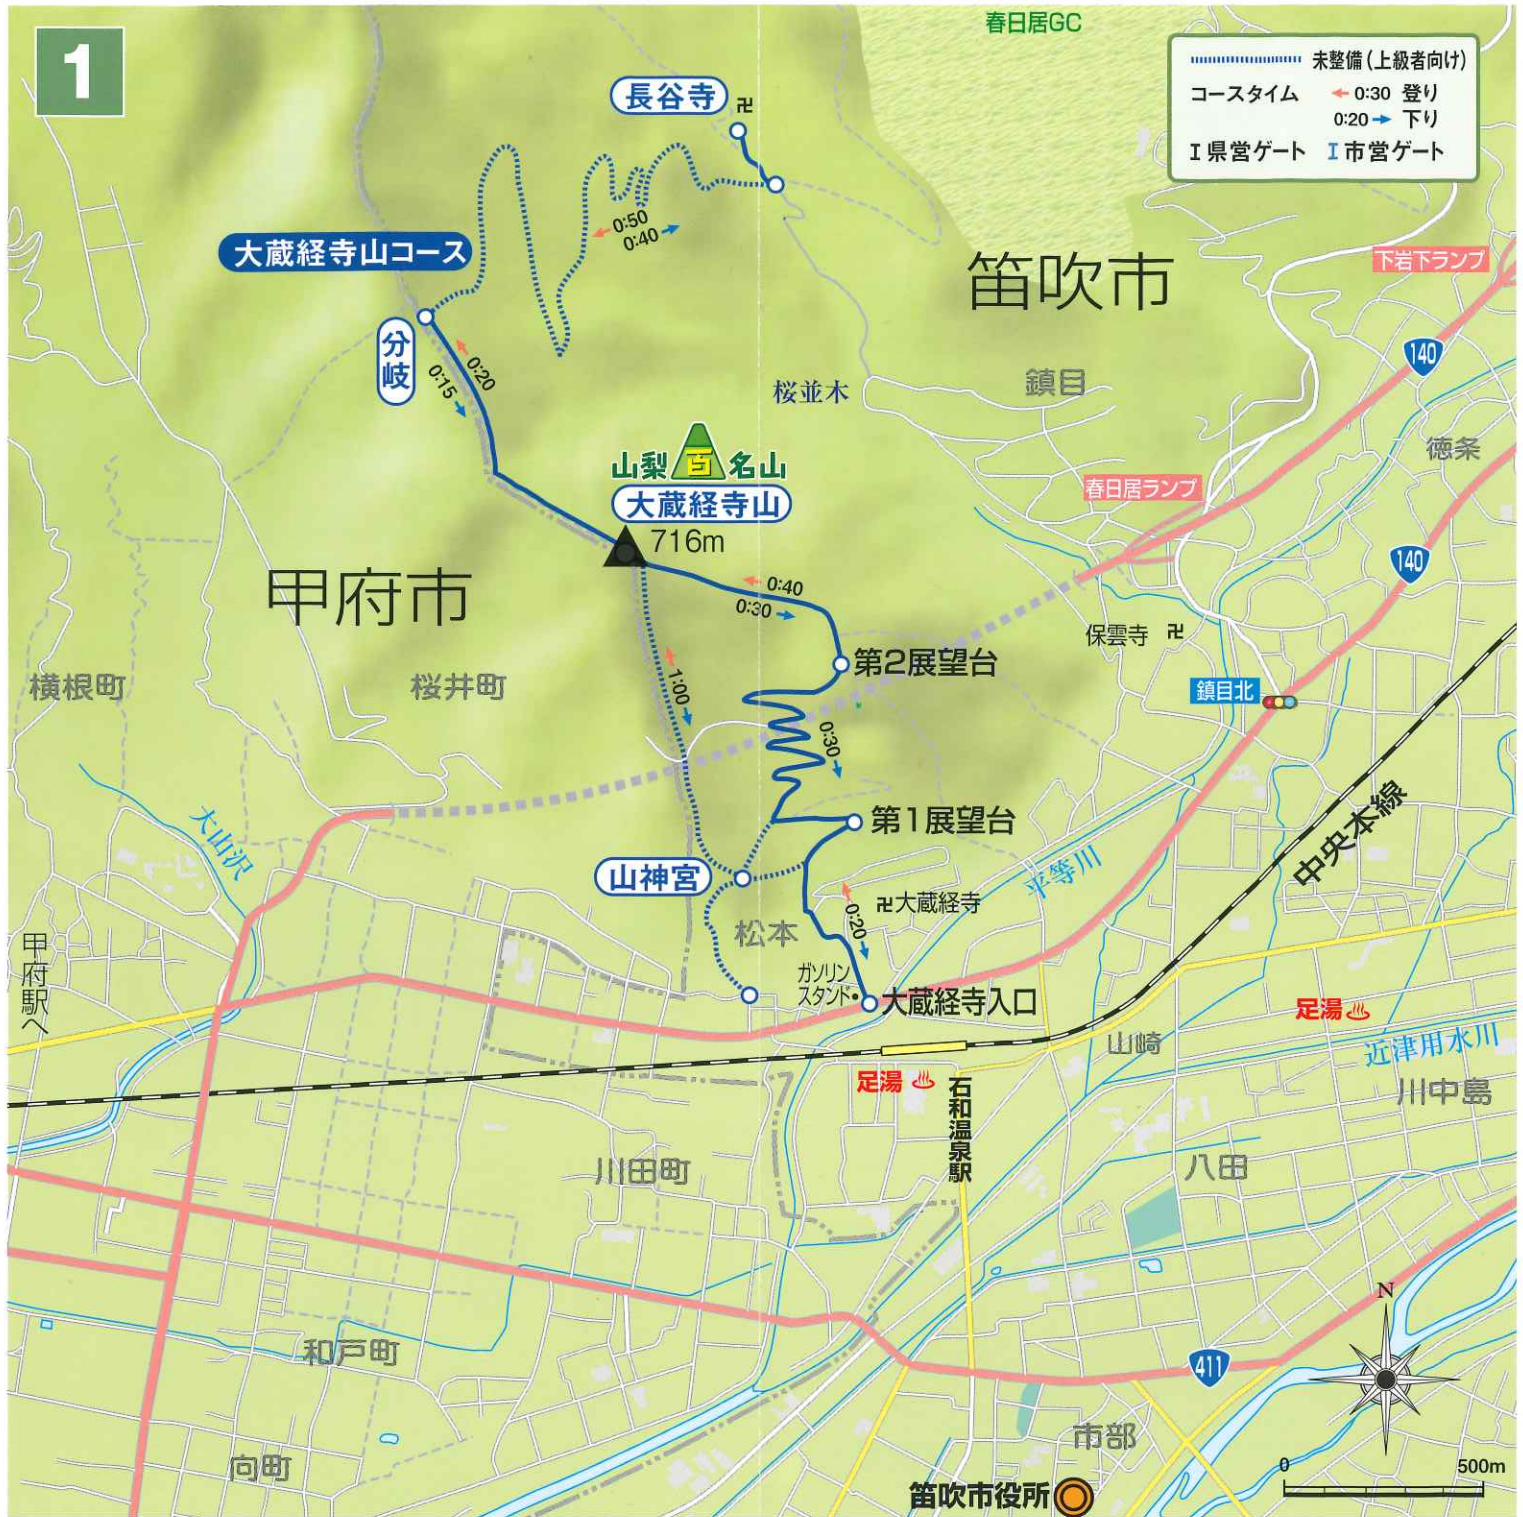 1
春日居GC
未整備(上級者向け)
コースタイム
0:30 登り
0:20 下り
県営ゲート
市営ゲート
長谷寺
卍
0:50
0:40
大蔵経寺山コース
笛吹市
下岩下ランプ
140
分岐
0:20
0:15
桜並木
鎮目
徳条
山梨百名山
大蔵経寺山
716m
春日居ランプ
140
甲府市
0:40
0:30
保雲寺 卍
第2展望台
横根町
桜井町
1:00
鎮目北
0:30
中央本線
大山沢
第1展望台
平等川
山神宮
0:20
卍大蔵経寺
松本
甲府駅へ
ガソリン
スタンド
大蔵経寺入口
足湯
山崎
近津用水川
足湯
石和温泉駅
川中島
川田町
八田
N
和戸町
411
市部
向町
0
500m
笛吹市役所